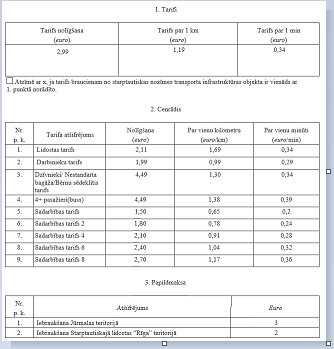 1. Tarifi
Tarifs nolīgšana (euro) Tarifs par 1 km (euro) Tarifs par 1 min (euro)
2,99 1,19 0,34
Atzīmē ar x, ja tarifs braucienam no starptautiskas nozīmes transporta infrastruktūras objekta ir vienāds ar
1. punktā norādīto.
2. Cenrādis
Nr. p. k. Tarifa atšifrējums Nolīgšana (euro) Par vienu kilometru (euro/km) Par vienu minūti (euro/min)
1. Lidostas tarifs 2,11 1,69 0,34
2. Darbinieku tarifs 1,99 0,99 0,29
3. Dzīvnieki/ Nestandarta bagāža/Bērnu sēdeklītis tarifs 4,49 1,30 0,34
4. 4+ pasažieri(buss) 4,49 1,38 0,39
5. Sadarbības tarifs 1,50 0,65 0,2
6. Sadarbības tarifs 2 1,80 0,78 0,24
7. Sadarbības tarifs 4 2,10 0,91 0,28
8. Sadarbības tarifs 6 2,40 1,04 0,32
9. Sadarbības tarifs 8 2,70 1,17 0,36
3. Papildmaksa
Nr. p. k. Atšifrējums Euro
1. Iebraukšana Jūrmalas teritorijā 3
2. Iebraukšana Starptautiskajā lidostas "Rīga" teritorijā 2